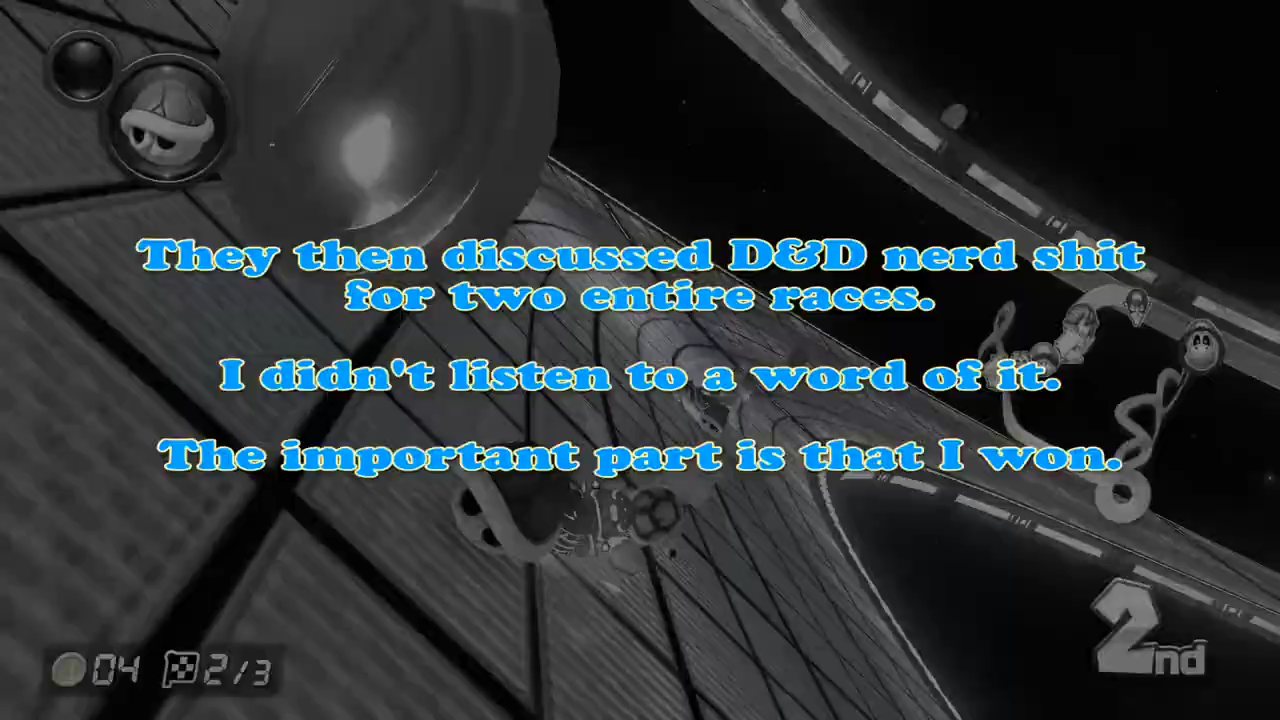 They then discussed D&D nerd shit
for two entire races.
I didn't listen to a word of it.
The important part is that I won.
04 2/3
2nd